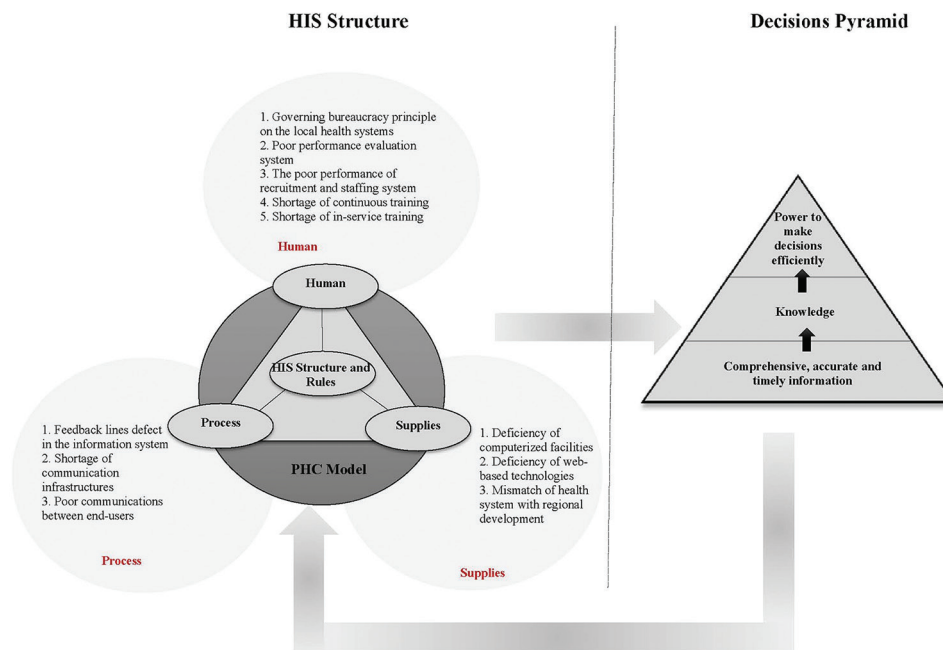 HIS Structure
Decisions Pyramid
1. Governing bureaucracy principle
on the local health systems
2. Poor performance evaluation
system
3. The poor performance of
recruitment and staffing system
4. Shortage of continuous training
5. Shortage of in-service training
Human
Human
HIS Structure and
Rules
Process
Supplies
PHC Model
1. Feedback lines defect
in the information system
2. Shortage of
communication
infrastructures
3. Poor communications
between end-users
Process
1. Deficiency of
computerized facilities
2. Deficiency of web-
based technologies
3. Mismatch of health
system with regional
development
Supplies
Power to
make
decisions
efficiently
Knowledge
Comprehensive, accurate and
timely information